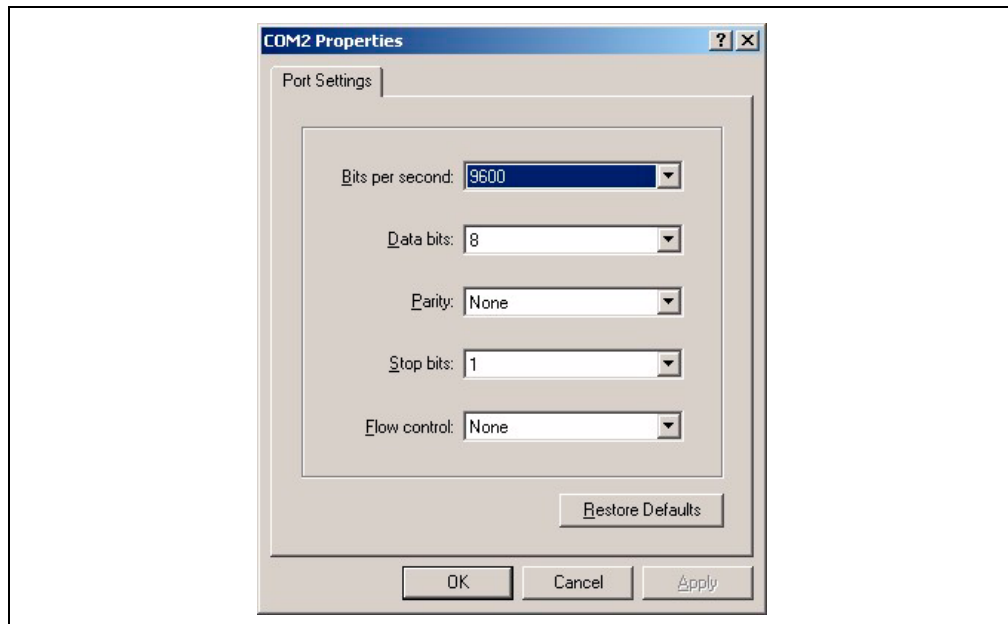 COM2 Properties
Port Settings
Bits per second: 9600
Data bits: 8
Parity: None
Stop bits: 1
Flow control: None
Restore Defaults
OK Cancel Apply